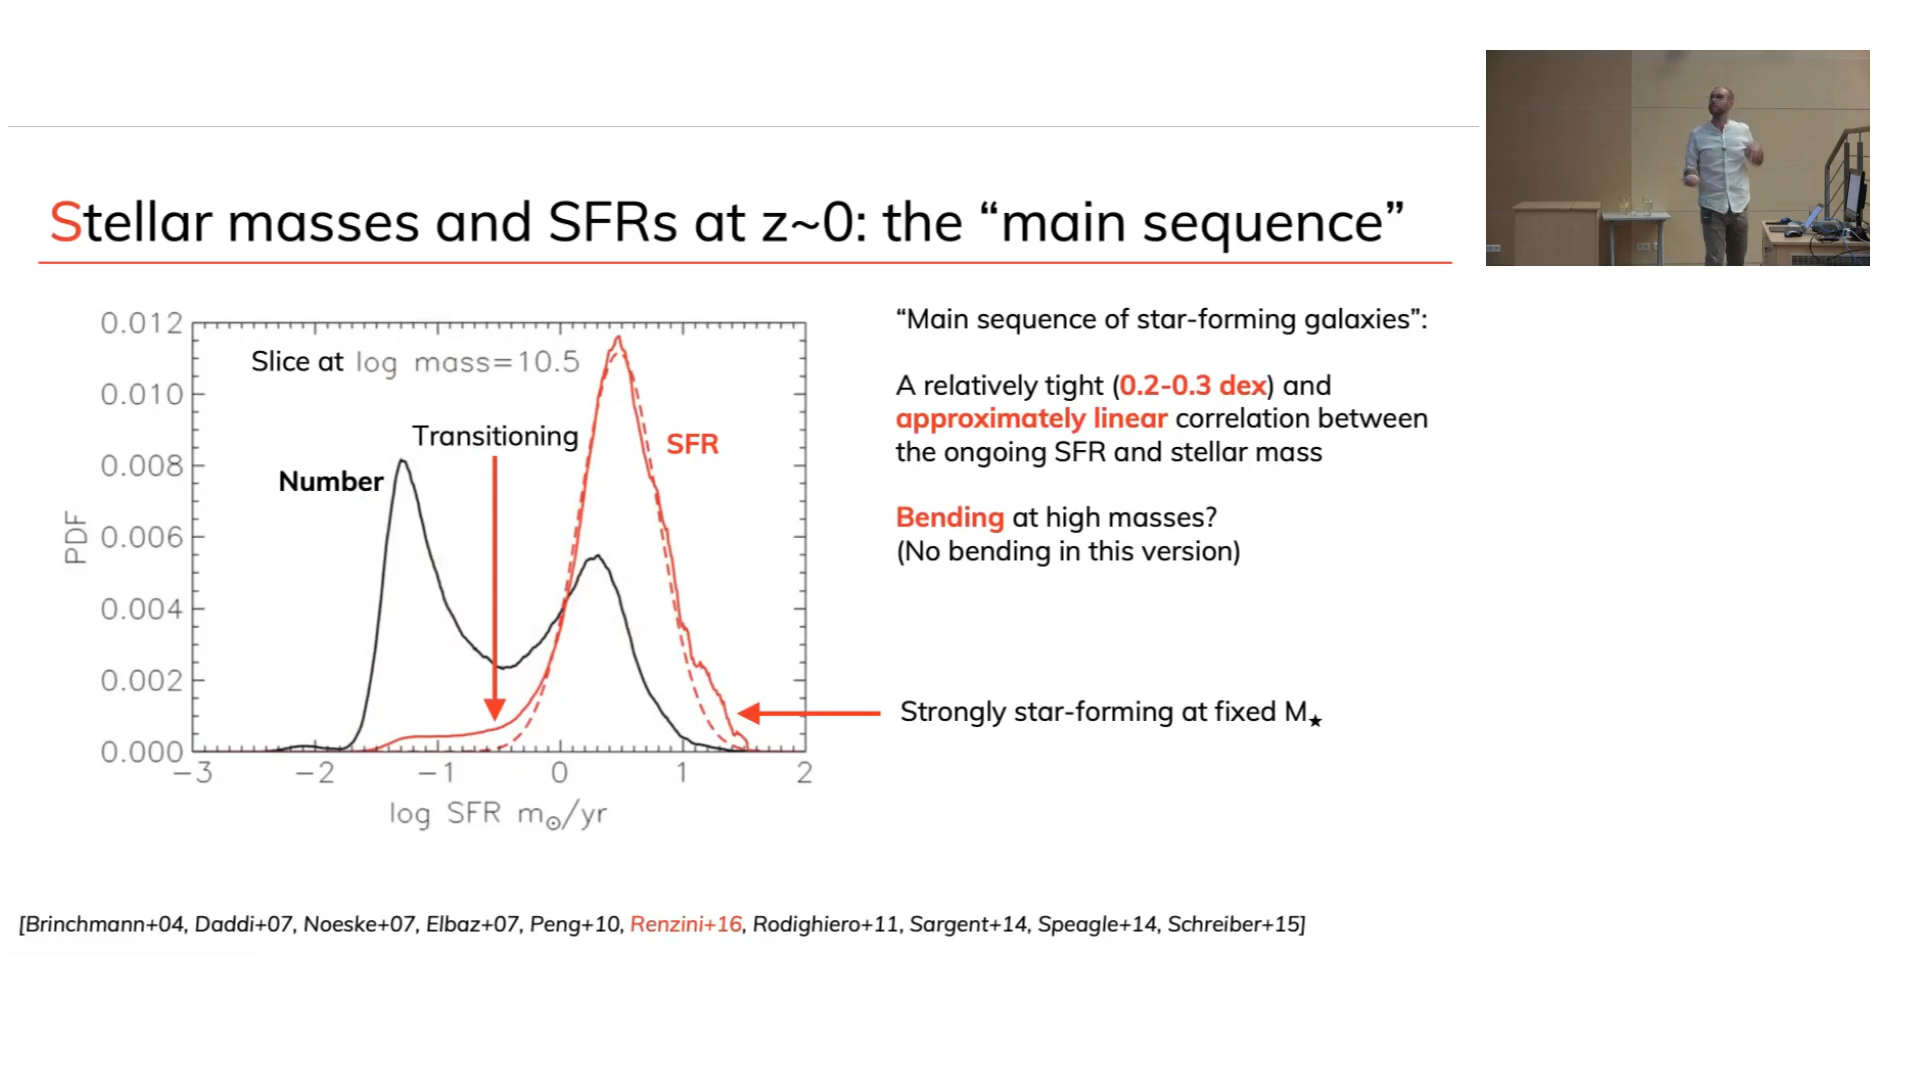 Stellar masses and SFRs at z~0: the “main sequence”
0.012
0.010
0.008
0.006
0.004
0.002
0.000
PDF
Slice at log mass=10.5
Transitioning
Number
SFR
−3 −2 −1 0 1 2
log SFR m⊙/yr
“Main sequence of star-forming galaxies”:
A relatively tight (0.2-0.3 dex) and
approximately linear correlation between
the ongoing SFR and stellar mass
Bending at high masses?
(No bending in this version)
Strongly star-forming at fixed M★
[Brinchmann+04, Daddi+07, Noeske+07, Elbaz+07, Peng+10, Renzini+16, Rodighiero+11, Sargent+14, Speagle+14, Schreiber+15]